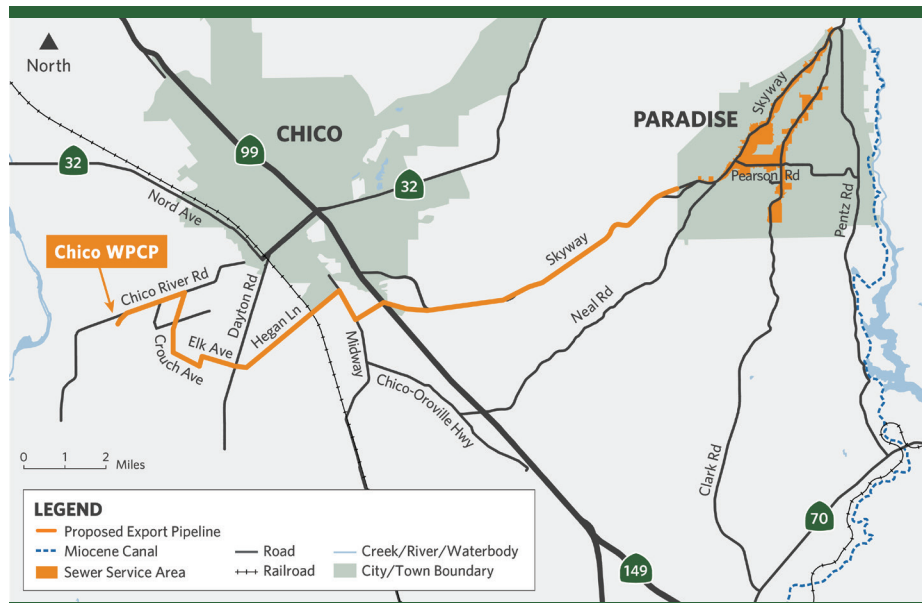 North
CHICO
PARADISE
99
32
32
70
149
Skyway
Pearson Rd
Pentz Rd
Nord Ave
Chico WPCP
Chico River Rd
Dayton Rd
Hegan Ln
Elk Ave
Crouch Ave
Midway
Skyway
Neal Rd
Chico-Oroville Hwy
Clark Rd
0 1 2 Miles
LEGEND
Proposed Export Pipeline
Miocene Canal
Sewer Service Area
Road
Railroad
Creek/River/Waterbody
City/Town Boundary